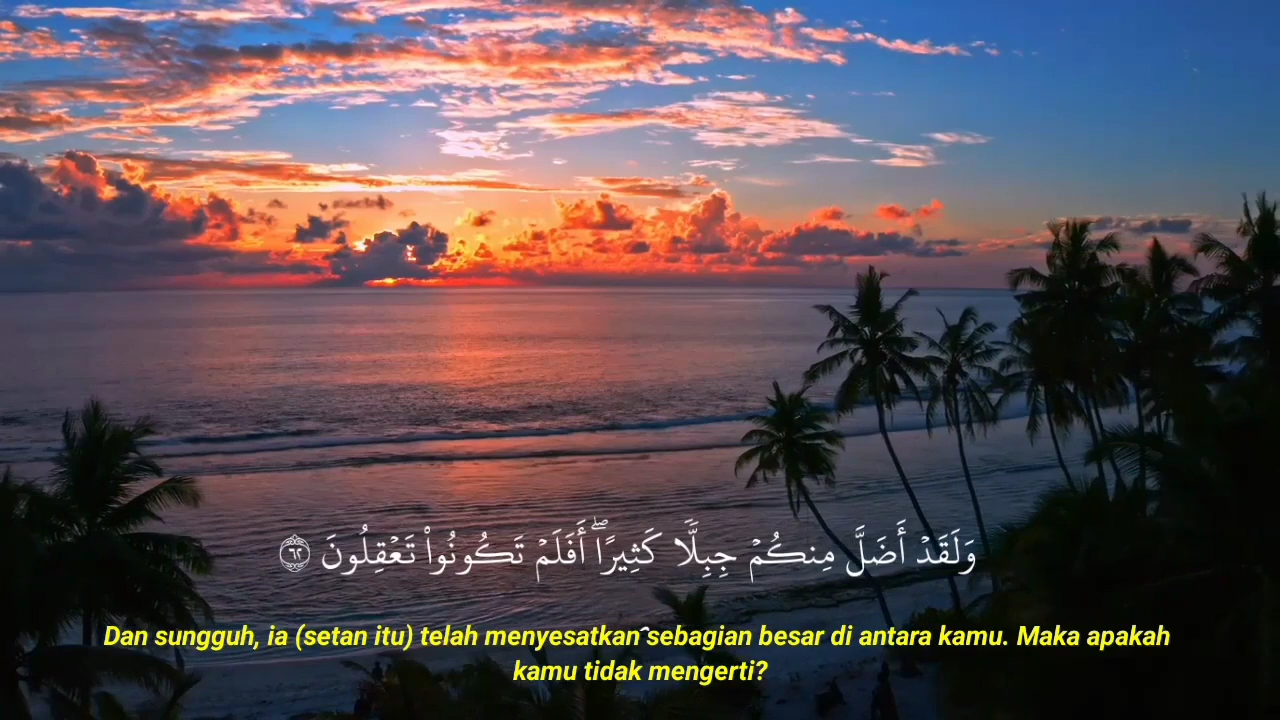 وَلَقَدۡ أَضَلَّ مِنكُمۡ جِبِلّٗا كَثِيرًاۖ أَفَلَمۡ تَكُونُواْ تَعۡقِلُونَ ٦٢
Dan sungguh, ia (setan itu) telah menyesatkan sebagian besar di antara kamu. Maka apakah
kamu tidak mengerti?